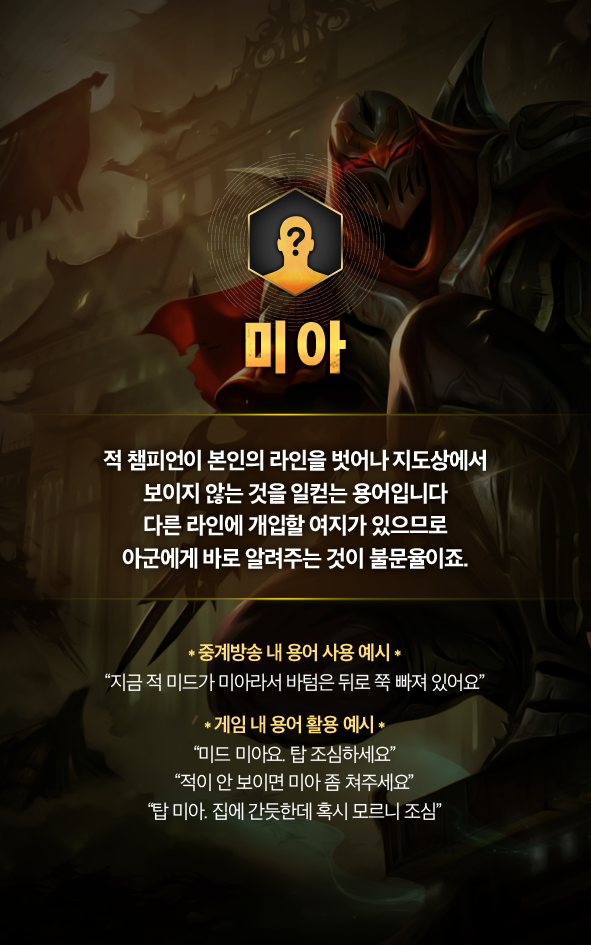 ?
미아
적 챔피언이 본인의 라인을 벗어나 지도상에서
보이지 않는 것을 일컫는 용어입니다
다른 라인에 개입할 여지가 있으므로
아군에게 바로 알려주는 것이 불문율이죠.
* 중계방송 내 용어 사용 예시 *
“지금 적 미드가 미아라서 바텀은 뒤로 쭉 빠져 있어요”
* 게임 내 용어 활용 예시 *
“미드 미아요. 탑 조심하세요”
“적이 안 보이면 미아 좀 쳐주세요”
“탑 미아. 집에 간듯한데 혹시 모르니 조심”